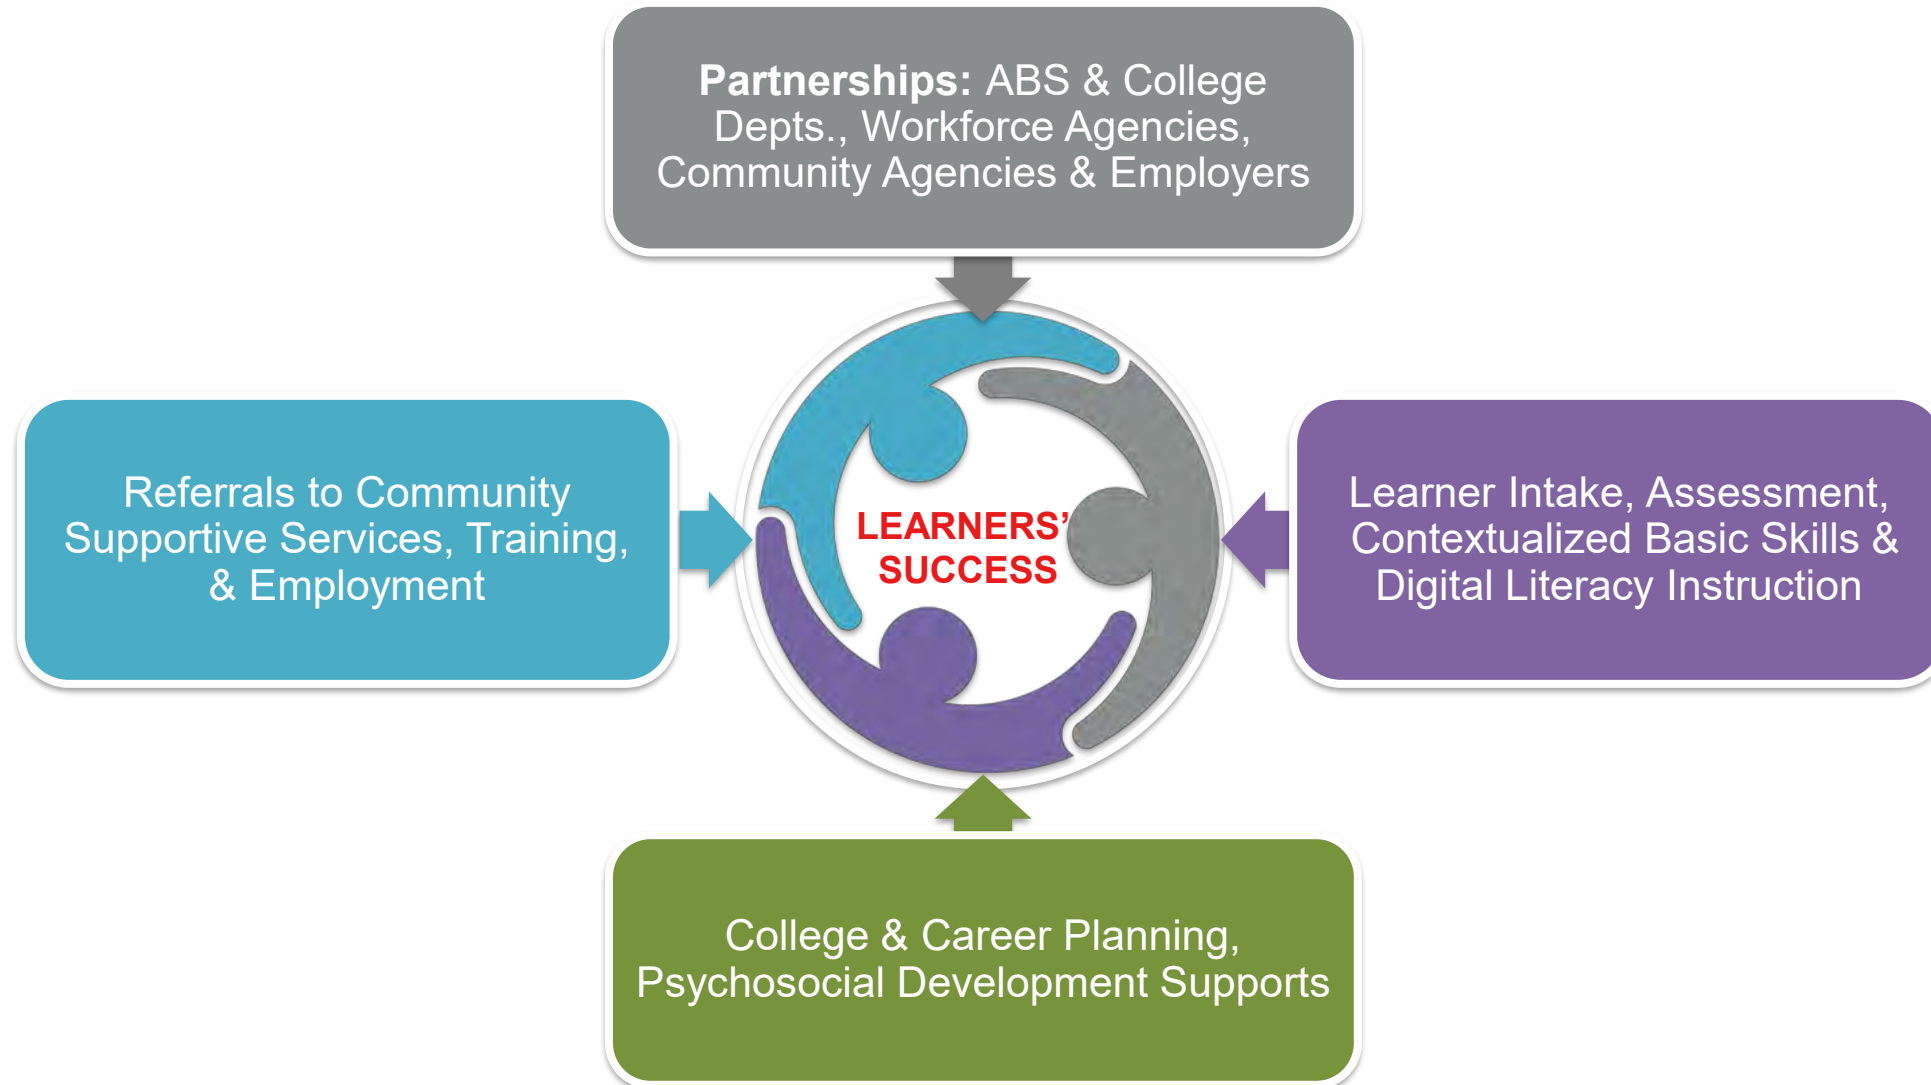 Partnerships: ABS & College
Depts., Workforce Agencies,
Community Agencies & Employers
Referrals to Community
Supportive Services, Training,
& Employment
LEARNERS'
SUCCESS
Learner Intake, Assessment,
Contextualized Basic Skills &
Digital Literacy Instruction
College & Career Planning,
Psychosocial Development Supports